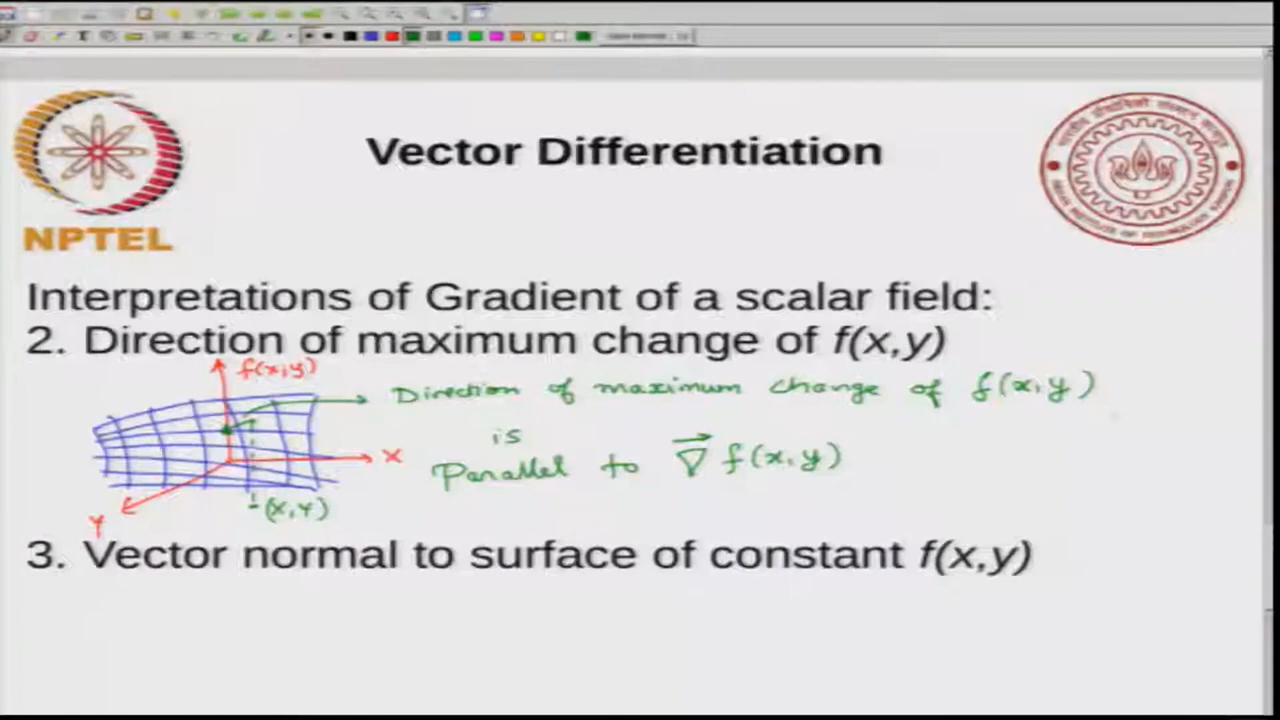 Vector Differentiation
NPTEL
Interpretations of Gradient of a scalar field:
2. Direction of maximum change of f(x,y)
f(x,y)
Direction of maximum change of f(x,y)
is
X
Parallel to ∇⃗ f(x,y)
(x,y)
Y
3. Vector normal to surface of constant f(x,y)